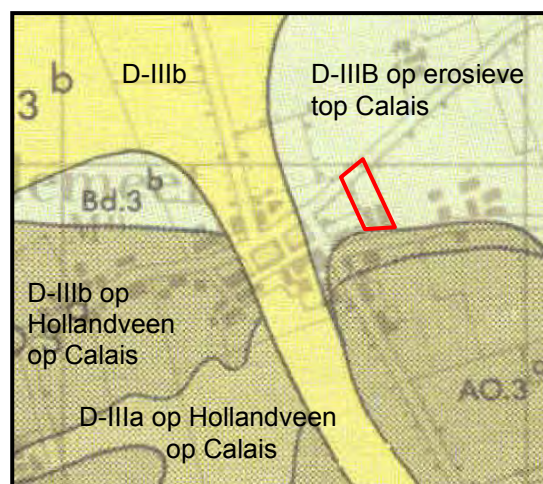 D-IIIb
D-IIIB op erosieve
top Calais
3 b
Bd.3 b
D-IIIb op
Hollandveen
op Calais
AO.3
D-IIIa op Hollandveen
op Calais